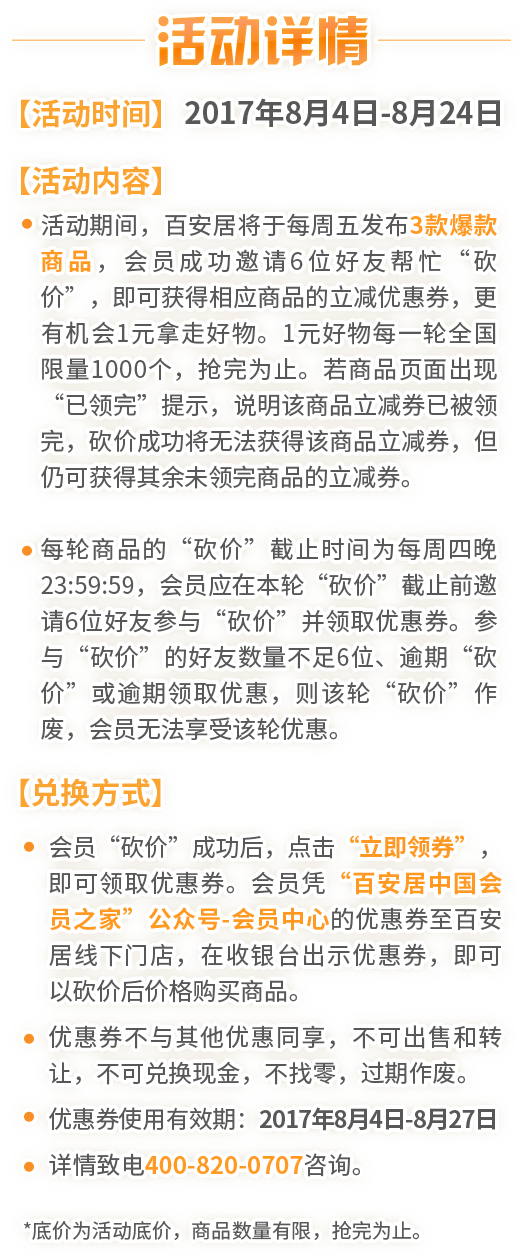 活动详情
【活动时间】 2017年8月4日-8月24日
【活动内容】
活动期间，百安居将于每周五发布3款爆款
商品，会员成功邀请6位好友帮忙“砍
价”，即可获得相应商品的立减优惠券，更
有机会1元拿走好物。1元好物每一轮全国
限量1000个，抢完为止。若商品页面出现
“已领完”提示，说明该商品立减券已被领
完，砍价成功将无法获得该商品立减券，但
仍可获得其余未领完商品的立减券。
每轮商品的“砍价”截止时间为每周四晚
23:59:59，会员应在本轮“砍价”截止前邀
请6位好友参与“砍价”并领取优惠券。参
与“砍价”的好友数量不足6位、逾期“砍
价”或逾期领取优惠，则该轮“砍价”作
废，会员无法享受该轮优惠。
【兑换方式】
会员“砍价”成功后，点击“立即领券”，
即可领取优惠券。会员凭“百安居中国会
员之家”公众号-会员中心的优惠券至百安
居线下门店，在收银台出示优惠券，即可
以砍价后价格购买商品。
优惠券不与其他优惠同享，不可出售和转
让，不可兑换现金，不找零，过期作废。
优惠券使用有效期：2017年8月4日-8月27日
详情致电400-820-0707咨询。
*底价为活动底价，商品数量有限，抢完为止。